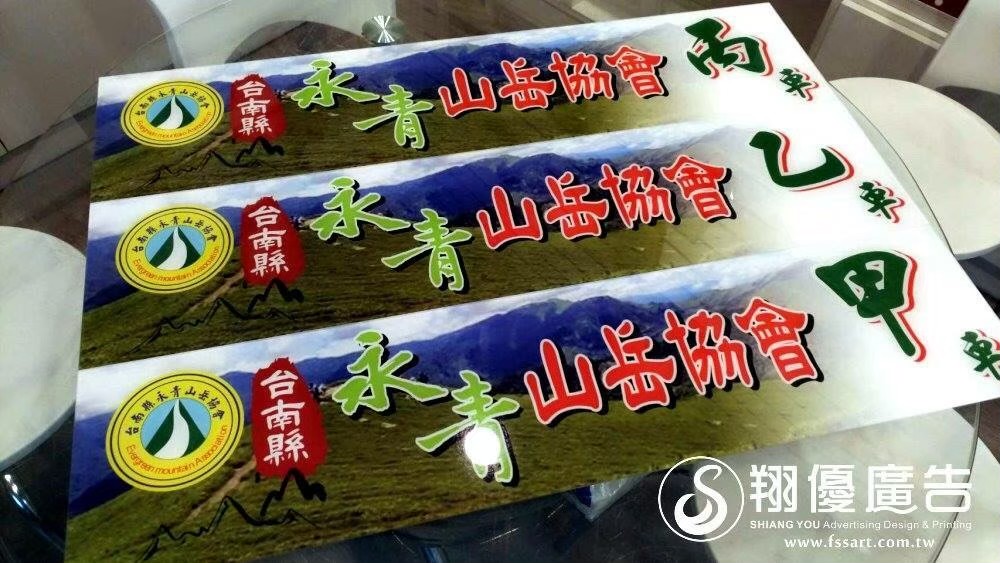 台南縣永青山岳協會
Evergreen mountain Association
台南縣
永青山岳協會
丙車
台南縣永青山岳協會
Evergreen mountain Association
台南縣
永青山岳協會
乙車
台南縣永青山岳協會
Evergreen mountain Association
台南縣
永青山岳協會
甲車
翔優廣告
SHIANG YOU Advertising Design & Printing
www.fssart.com.tw